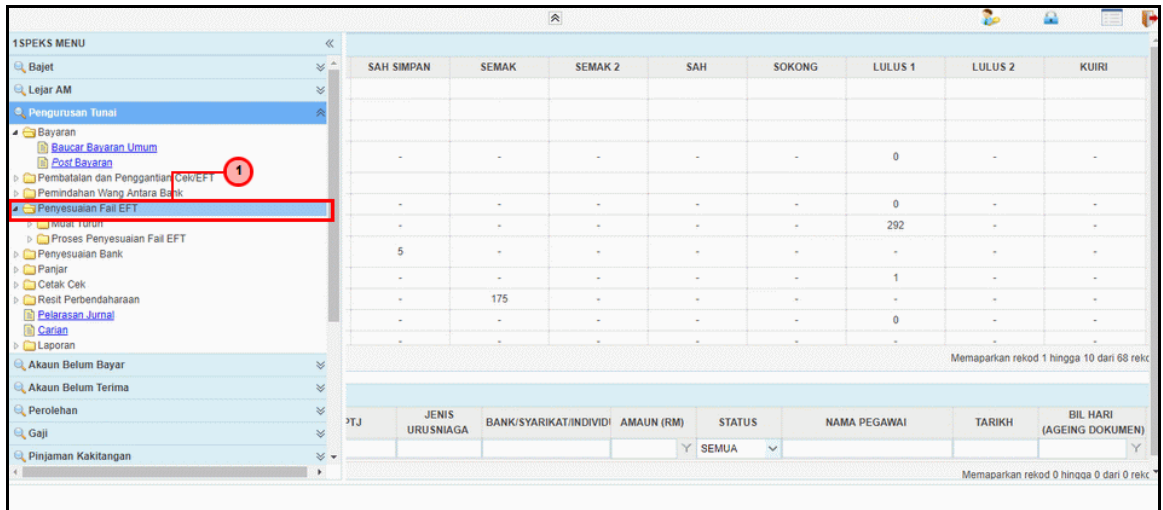 1SPEKS MENU
Bajet
Lejar AM
Pengurusan Tunai
Bayaran
Baucar Bayaran Umum
Post Bayaran
Pembatalan dan Penggantian Cek/EFT
1
Pemindahan Wang Antara Bank
Penyesuaian Fail EFT
Muat Turun
Proses Penyesuaian Fail EFT
Penyesuaian Bank
Panjar
Cetak Cek
Resit Perbendaharaan
Pelarasan Jurnal
Carian
Laporan
Akaun Belum Bayar
Akaun Belum Terima
Perolehan
Gaji
Pinjaman Kakitangan
SAH SIMPAN SEMAK SEMAK 2 SAH SOKONG LULUS 1 LULUS 2 KUIRI
- - - - - 0 - -
- - - - - 0 - -
- - - - - 292 - -
5 - - - - - - -
- - - - - 1 - -
- 175 - - - - - -
- - - - - 0 - -
- - - - - - - -
Memaparkan rekod 1 hingga 10 dari 68 reko
PTJ JENIS URUSNIAGA BANK/SYARIKAT/INDIVIDU AMAUN (RM) STATUS NAMA PEGAWAI TARIKH BIL HARI (AGEING DOKUMEN)
SEMUA
Memaparkan rekod 0 hingga 0 dari 0 reko